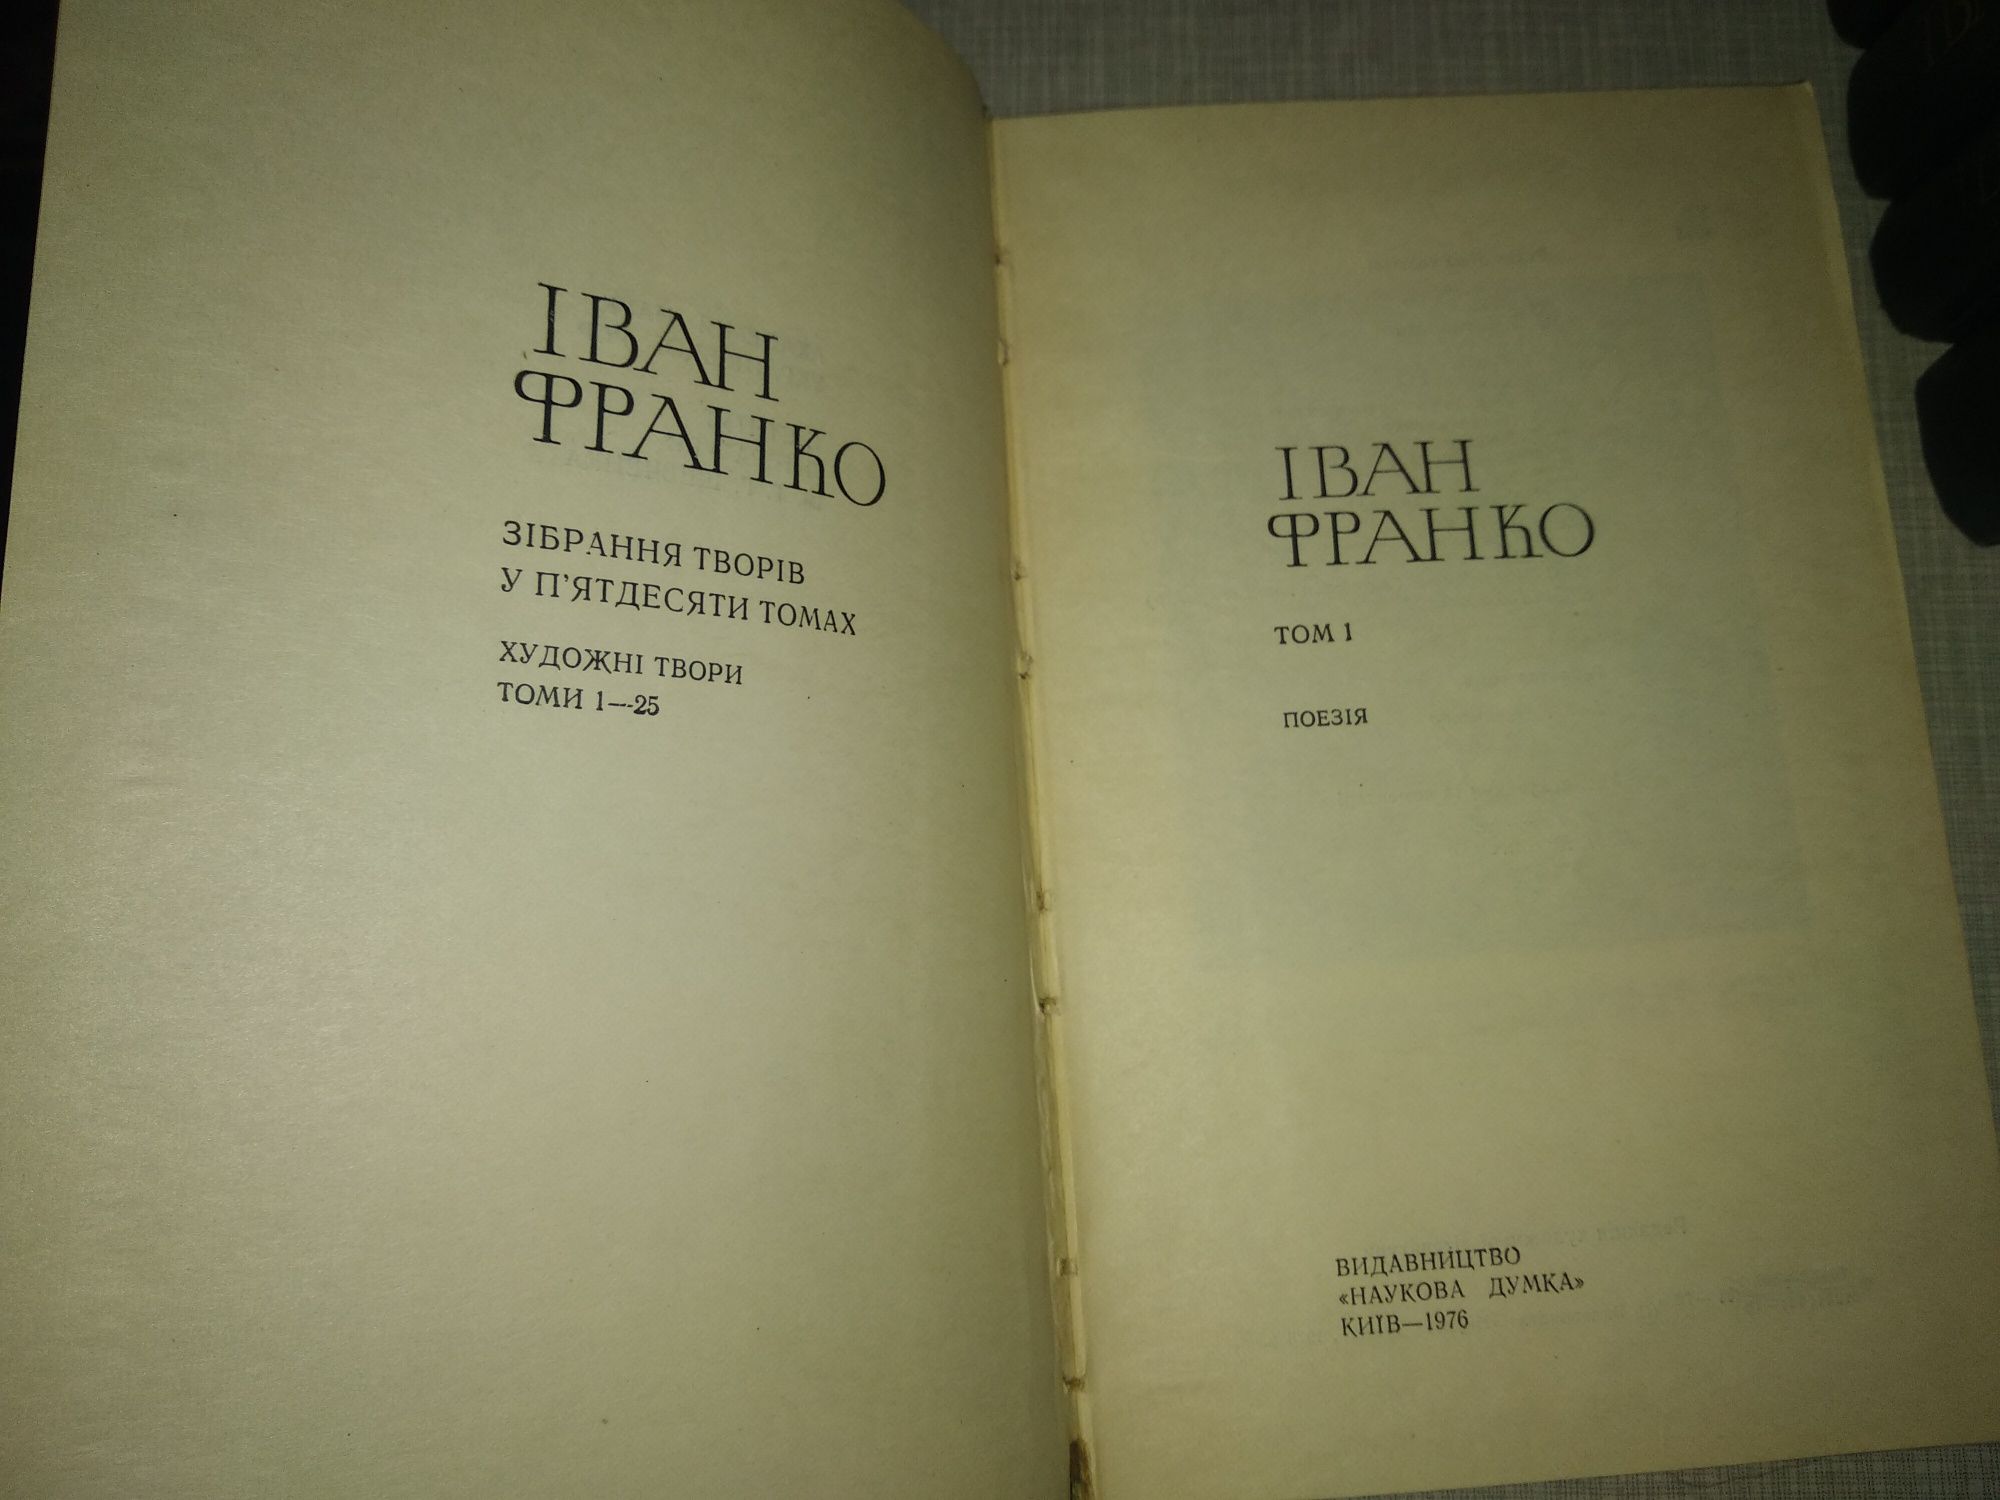 ІВАН
ФРАНКО
ЗІБРАННЯ ТВОРІВ
У П'ЯТДЕСЯТИ ТОМАХ
ХУДОЖНІ ТВОРИ
ТОМИ 1—25
ІВАН
ФРАНКО
ТОМ 1
ПОЕЗІЯ
ВИДАВНИЦТВО
«НАУКОВА ДУМКА»
КИЇВ—1976